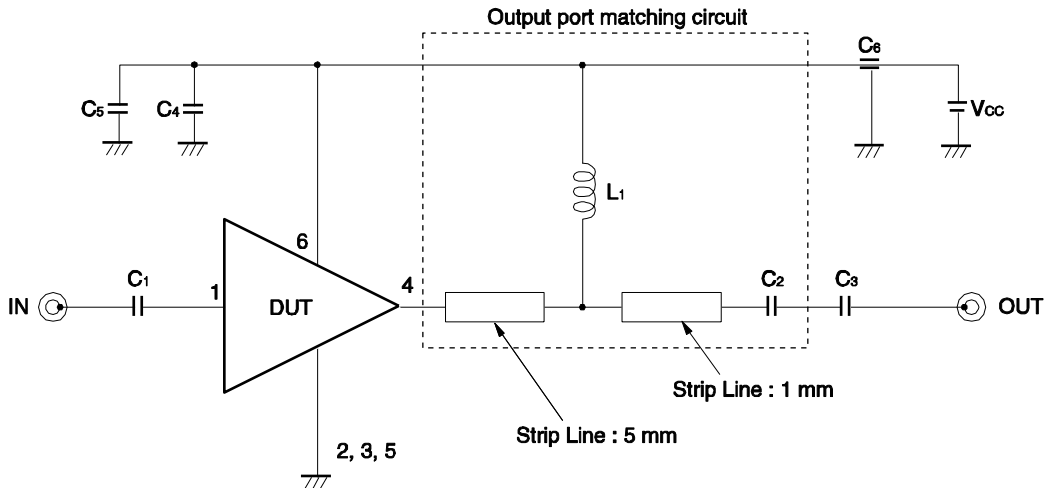 Output port matching circuit
C6
C5
C4
VCC
L1
6
C1
4
C2
C3
1
IN
DUT
OUT
Strip Line : 1 mm
Strip Line : 5 mm
2, 3, 5